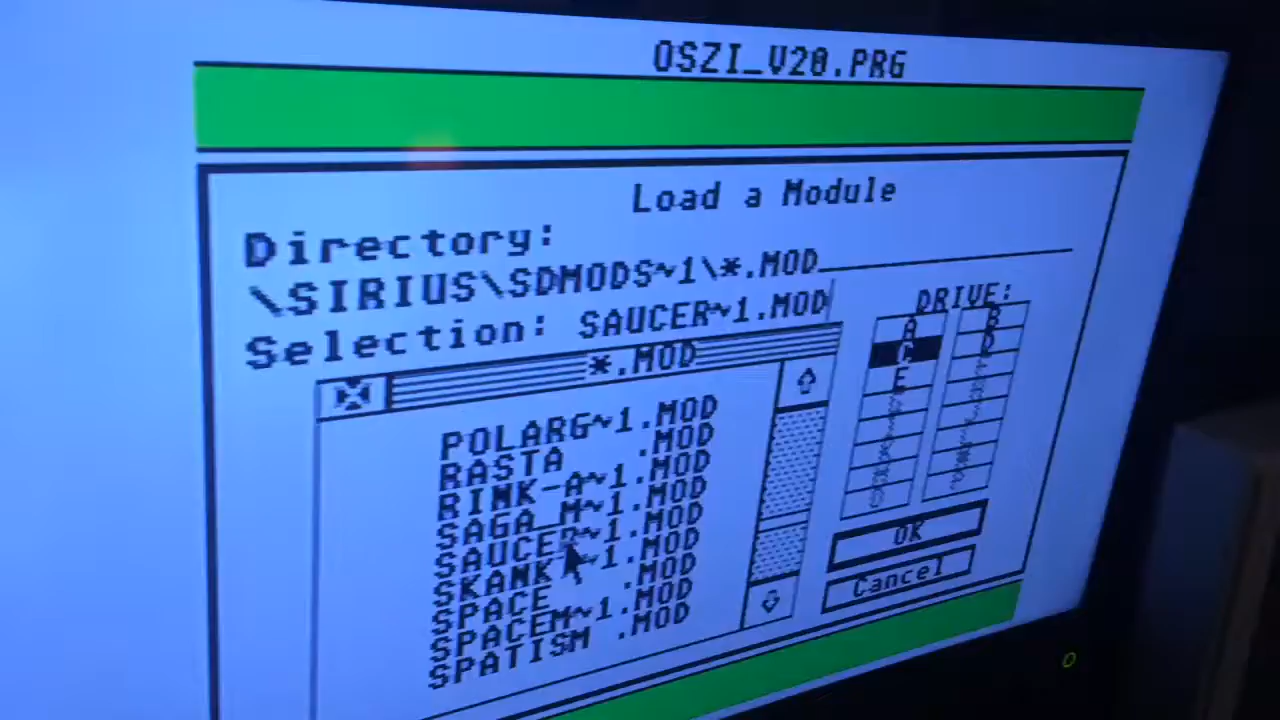 OSZI_V20.PRG
Load a Module
Directory:
\SIRIUS\SDMODS~1\*.MOD
Selection: SAUCER~1.MOD
*.MOD
POLARG~1.MOD
RASTA .MOD
RINK-A~1.MOD
SAGA_M~1.MOD
SAUCER~1.MOD
SKANK ~1.MOD
SPACE .MOD
SPACEM~1.MOD
SPATISM .MOD
DRIVE:
A B
C D
E
OK
Cancel